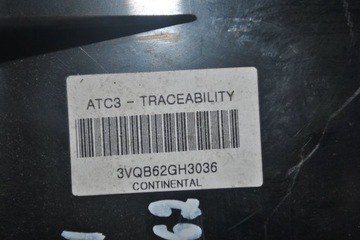 ATC3 - TRACEABILITY
3VQB62GH3036
CONTINENTAL